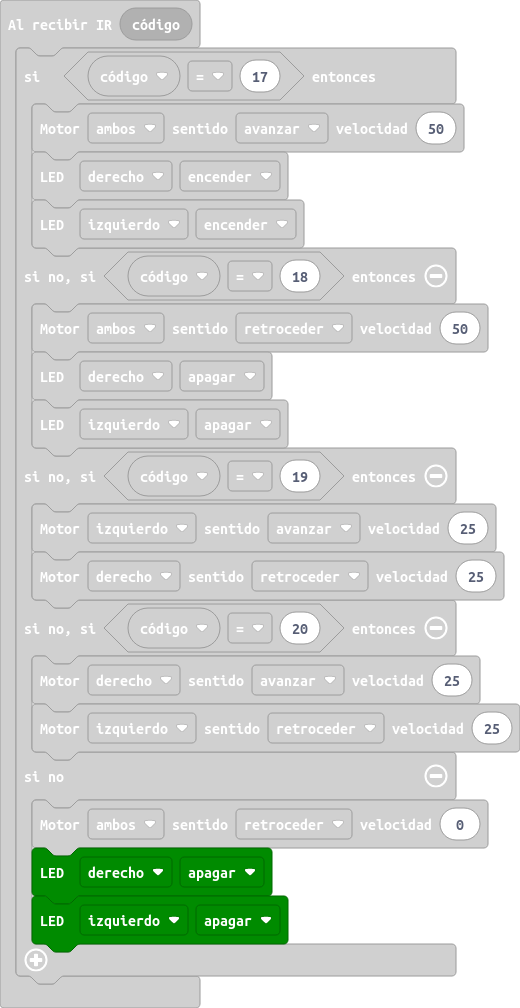 Al recibir IR código
si código = 17 entonces
Motor ambos sentido avanzar velocidad 50
LED derecho encender
LED izquierdo encender
si no, si código = 18 entonces
Motor ambos sentido retroceder velocidad 50
LED derecho apagar
LED izquierdo apagar
si no, si código = 19 entonces
Motor izquierdo sentido avanzar velocidad 25
Motor derecho sentido retroceder velocidad 25
si no, si código = 20 entonces
Motor derecho sentido avanzar velocidad 25
Motor izquierdo sentido retroceder velocidad 25
si no
Motor ambos sentido retroceder velocidad 0
LED derecho apagar
LED izquierdo apagar